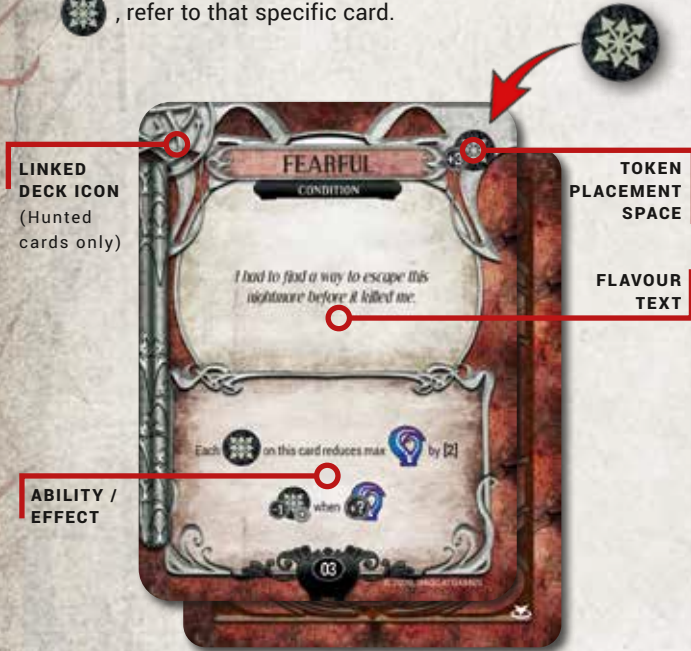 , refer to that specific card.
LINKED
DECK ICON
(Hunted
cards only)
FEARFUL
CONDITION
TOKEN
PLACEMENT
SPACE
I had to find a way to escape this
nightmare before it killed me.
FLAVOUR
TEXT
Each on this card reduces max by [2]
-1 when +?
ABILITY /
EFFECT
03